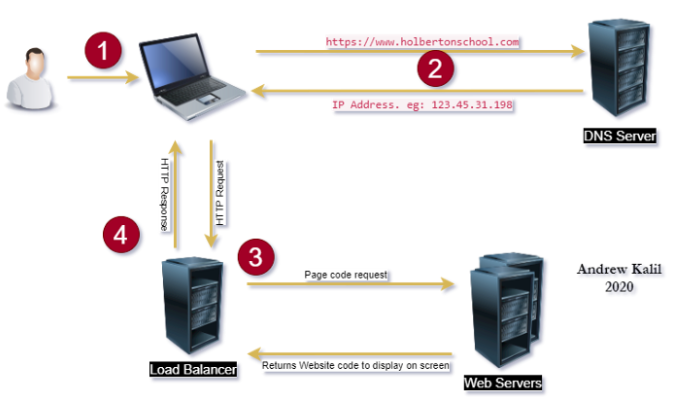 1
https://www.holbertonschool.com
2
IP Address. eg: 123.45.31.198
DNS Server
HTTP Response
HTTP Request
4
3
Page code request
Andrew Kalil
2020
Load Balancer
Returns Website code to display on screen
Web Servers